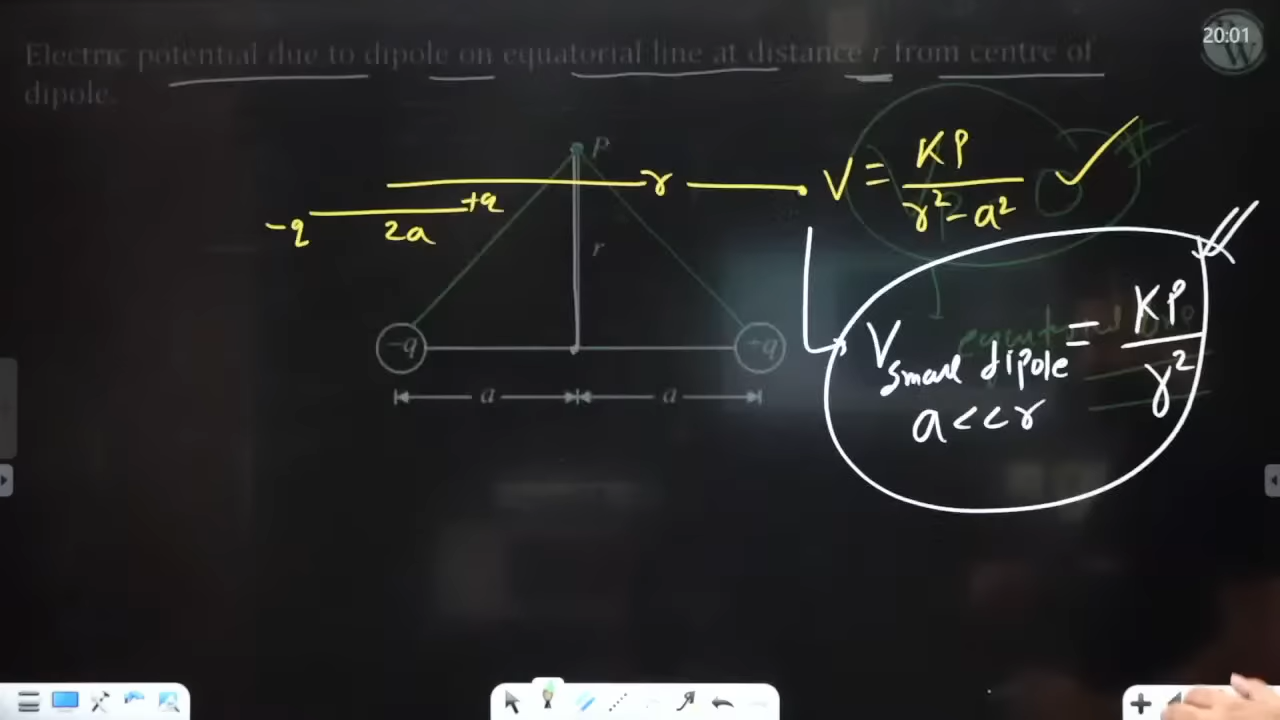 20:01
Electric potential due to dipole on equatorial line at distance r from centre of
dipole.
P
r
-q
+q
a
a
-q
+q
2a
r
V = KP / r² - a²
V small dipole = KP / r²
a << r